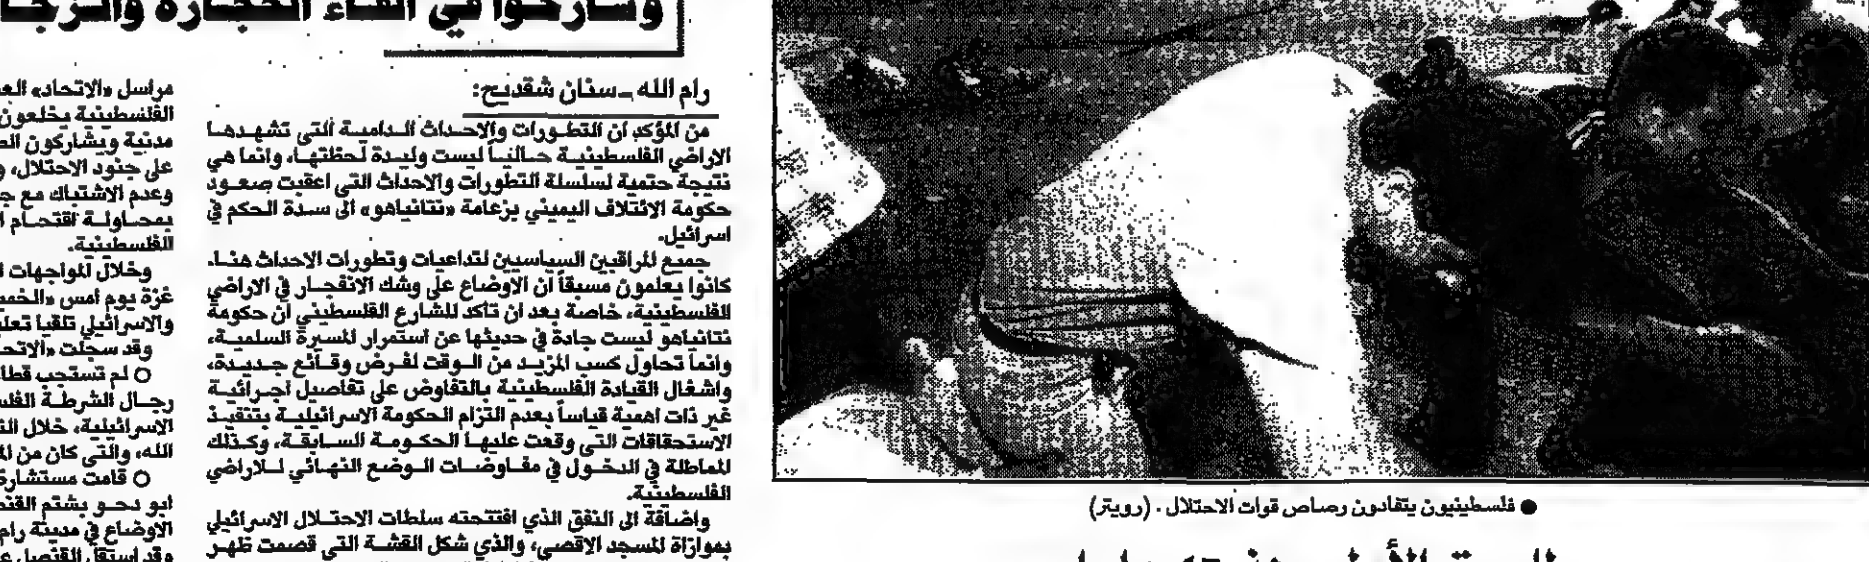 وشاركوا في القاء الحجارة
● فلسطينيون يتفادون رصاص قوات الاحتلال. (رويتر)
رام الله ـ سنان شقديح:
من المؤكد ان التطورات والاحداث الدامية التي تشهدها
الاراضي الفلسطينية حالياً ليست وليدة لحظتها، وانما هي
نتيجة حتمية لسلسلة التطورات والاحداث التي اعقبت صعود
حكومة الائتلاف اليميني بزعامة «نتانياهو» الى سدة الحكم في
اسرائيل.
جميع المراقبين السياسيين لتداعيات وتطورات الاحداث هنا،
كانوا يعلمون مسبقاً ان الاوضاع على وشك الانفجار في الاراضي
الفلسطينية، خاصة بعد ان تأكد للشارع الفلسطيني ان حكومة
نتانياهو ليست جادة في حديثها عن استمرار المسيرة السلمية،
وانما تحاول كسب المزيد من الوقت لفرض وقائع جديدة،
واشغال القيادة الفلسطينية بالتفاوض على تفاصيل اجرائية
غير ذات اهمية قياساً بعدم التزام الحكومة الاسرائيلية بتنفيذ
الاستحقاقات التي وقعت عليها الحكومة السابقة، وكذلك
المماطلة في الدخول في مفاوضات الوضع النهائي للاراضي
الفلسطينية.
واضافة الى النفق الذي افتتحته سلطات الاحتلال الاسرائيلي
بموازاة المسجد الاقصى، والذي شكل القشة التي قصمت ظهر
مراسل «الاتحاد»
الفلسطينية يخلعون
مدنية ويشاركون
على جنود الاحتلال،
وعدم الاشتباك مع
بمحاولة اقتحام
الفلسطينية.
وخلال المواجهات
غزة يوم امس
والاسرائيلي تلقيا
وقد سجلت
○ لم تستجب
رجال الشرطة
الاسرائيلية، خلال
الله، والتي كان من
○ قامت
ابو نحو بشتم
الاوضاع في مدينة رام
وقد استقل القنصل